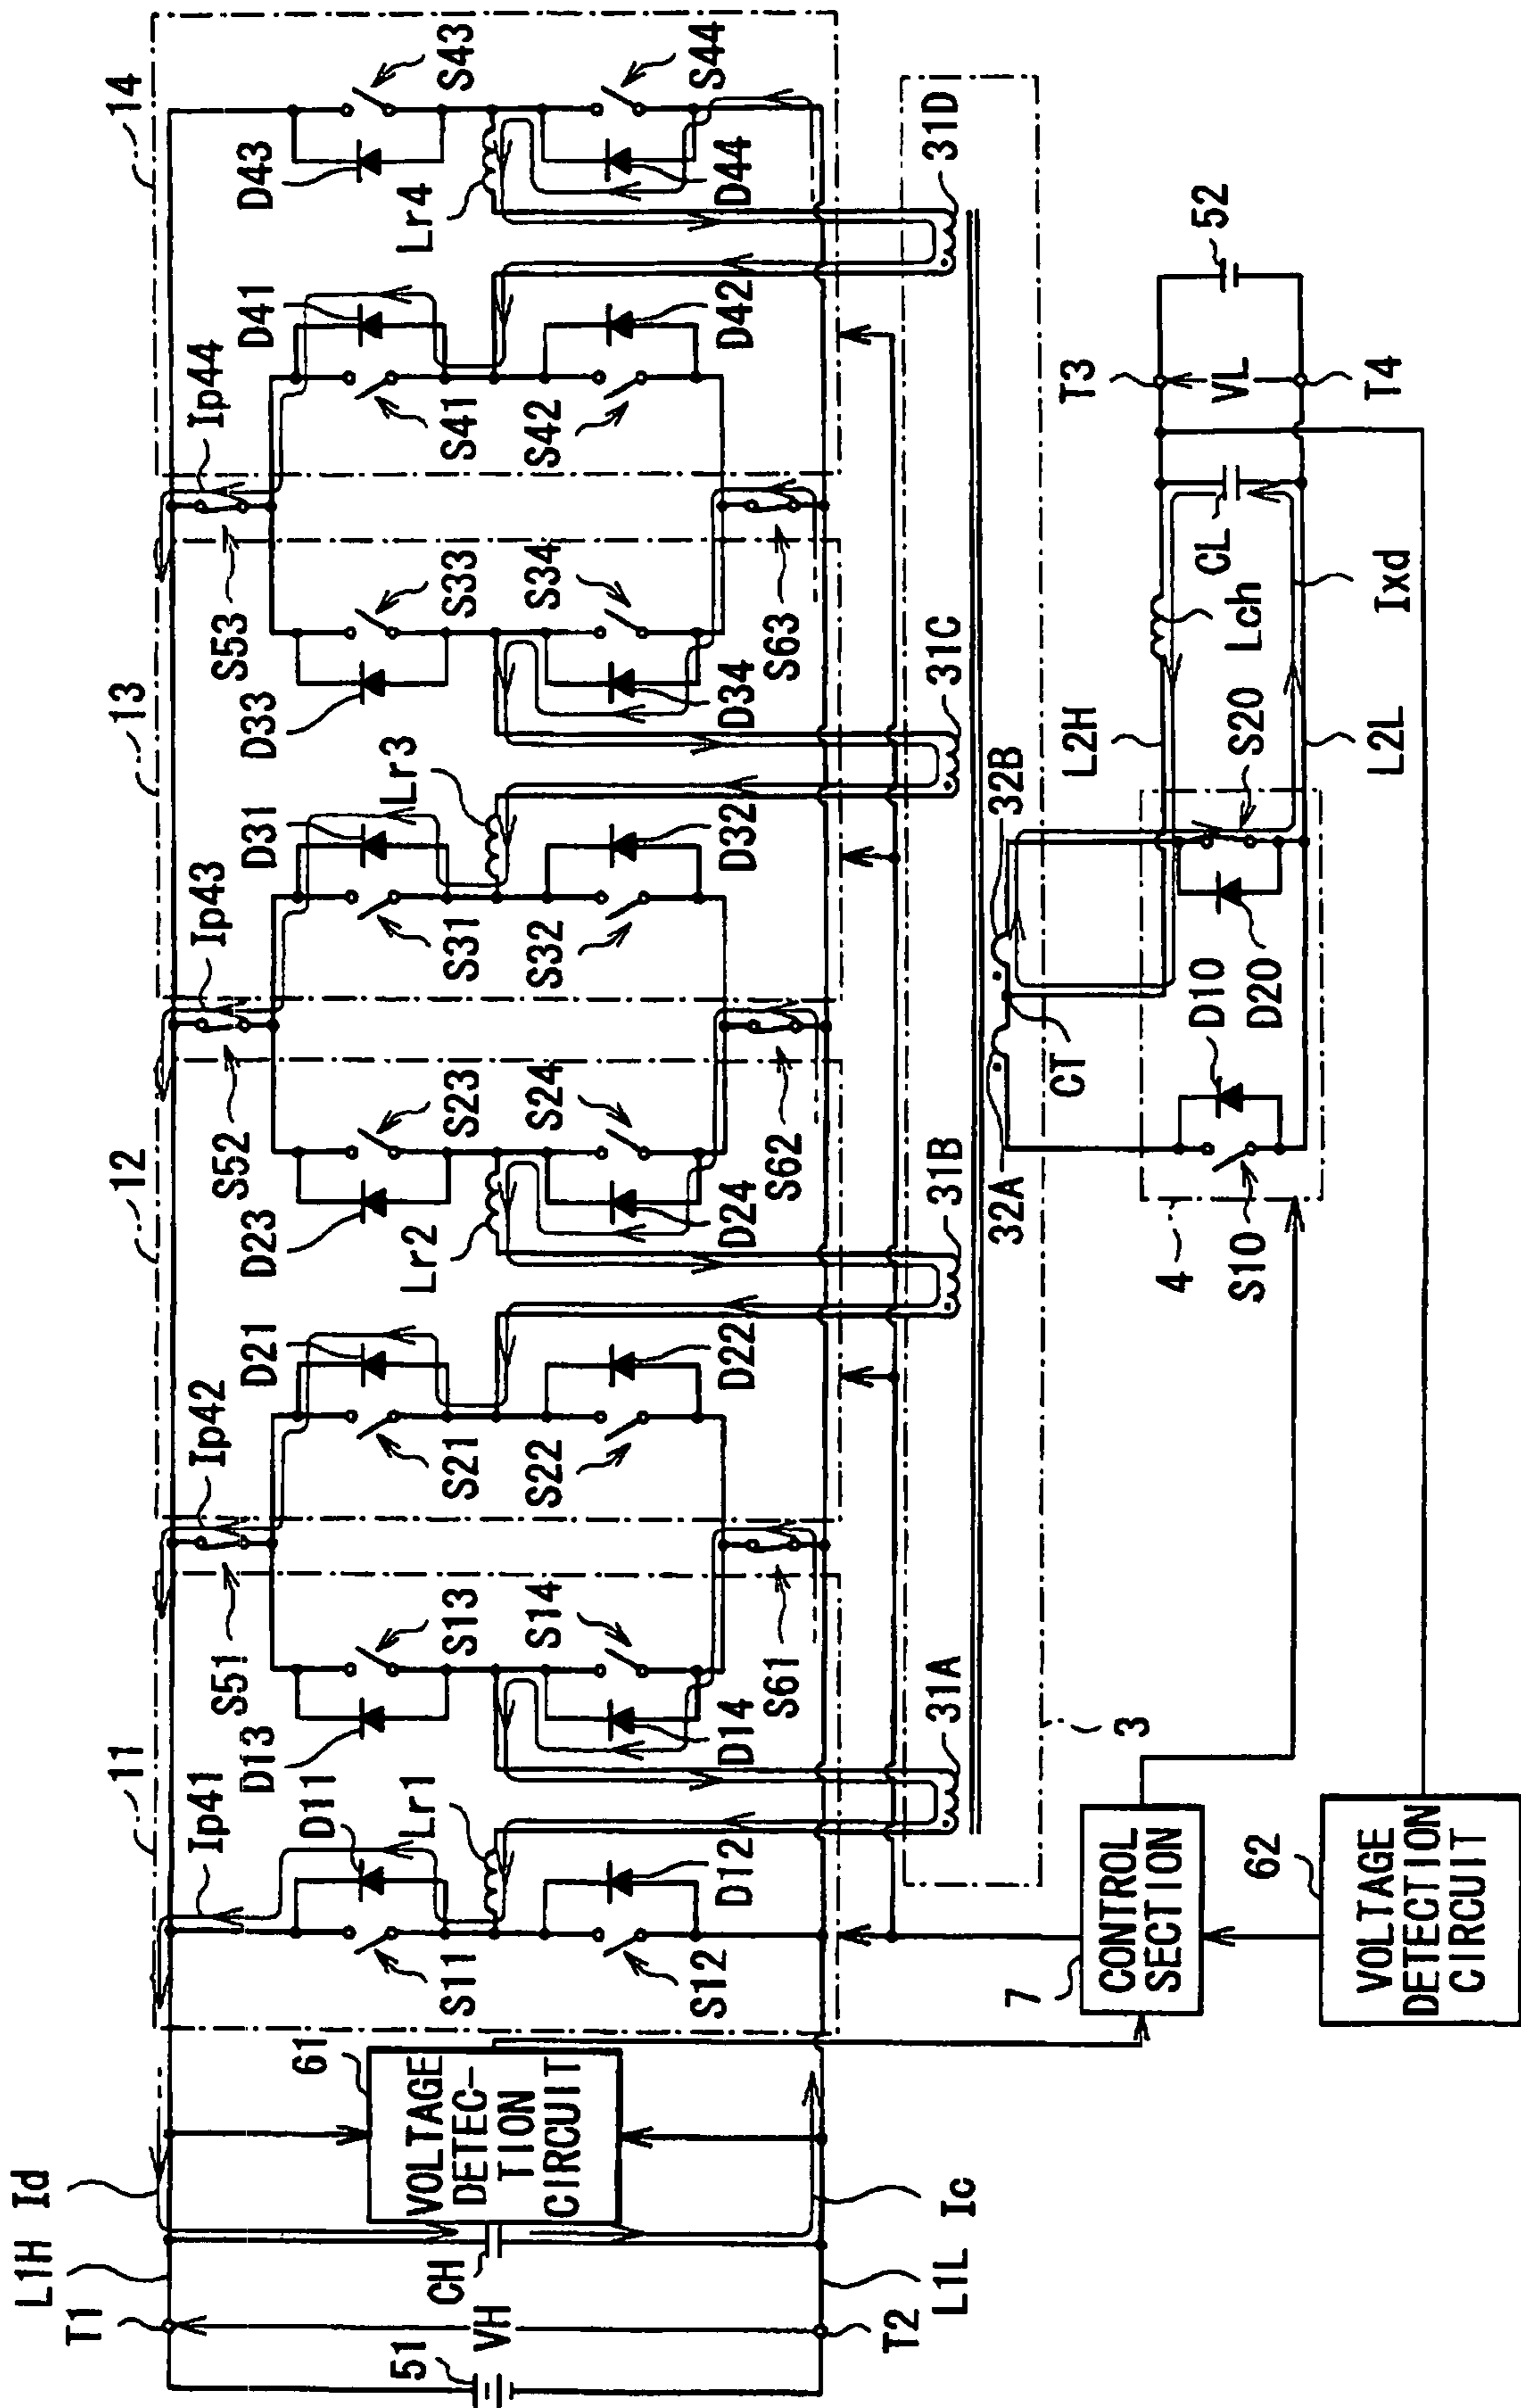 L1H
Id
T1
51
VH
T2
L1L
Ic
CH
61
VOLTAGE
DETEC-
TION
CIRCUIT
11
Ip41
D11
Lr1
S11
D12
S12
D13
S13
D14
S14
S51
S61
31A
12
Ip42
D21
S21
D22
S22
D23
S23
Lr2
D24
S24
S52
S62
31B
13
Ip43
D31
Lr3
S31
D32
S32
D33
S33
D34
S34
S53
S63
31C
14
Ip44
D41
S41
D42
S42
D43
S43
Lr4
D44
S44
31D
3
32A
32B
CT
4
S10
D10
D20
S20
L2H
L2L
Lch
CL
Ixd
T3
VL
T4
52
7
CONTROL
SECTION
62
VOLTAGE
DETECTION
CIRCUIT